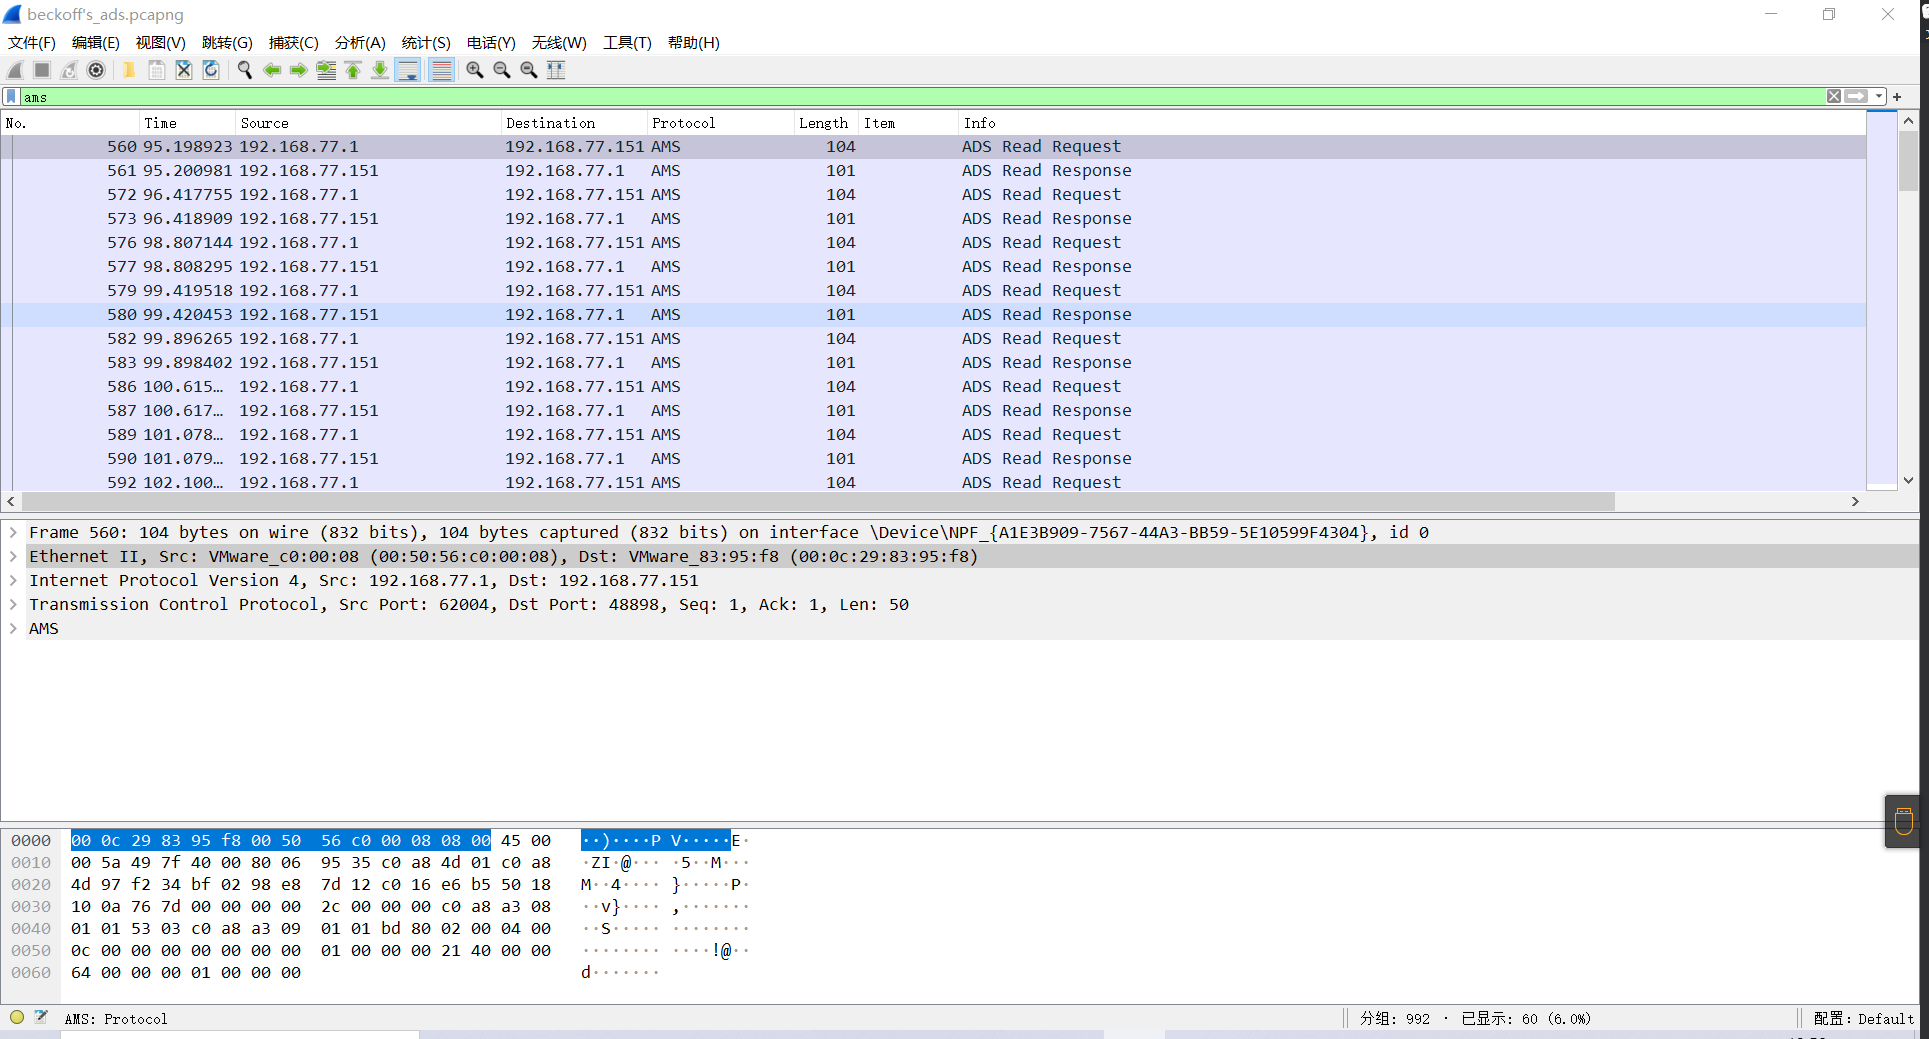 beckoff's_ads.pcapng
文件(F) 编辑(E) 视图(V) 跳转(G) 捕获(C) 分析(A) 统计(S) 电话(Y) 无线(W) 工具(T) 帮助(H)
ams
No. Time Source Destination Protocol Length Item Info
560 95.198923 192.168.77.1 192.168.77.151 AMS 104 ADS Read Request
561 95.200981 192.168.77.151 192.168.77.1 AMS 101 ADS Read Response
572 96.417755 192.168.77.1 192.168.77.151 AMS 104 ADS Read Request
573 96.418909 192.168.77.151 192.168.77.1 AMS 101 ADS Read Response
576 98.807144 192.168.77.1 192.168.77.151 AMS 104 ADS Read Request
577 98.808295 192.168.77.151 192.168.77.1 AMS 101 ADS Read Response
579 99.419518 192.168.77.1 192.168.77.151 AMS 104 ADS Read Request
580 99.420453 192.168.77.151 192.168.77.1 AMS 101 ADS Read Response
582 99.896265 192.168.77.1 192.168.77.151 AMS 104 ADS Read Request
583 99.898402 192.168.77.151 192.168.77.1 AMS 101 ADS Read Response
586 100.615… 192.168.77.1 192.168.77.151 AMS 104 ADS Read Request
587 100.617… 192.168.77.151 192.168.77.1 AMS 101 ADS Read Response
589 101.078… 192.168.77.1 192.168.77.151 AMS 104 ADS Read Request
590 101.079… 192.168.77.151 192.168.77.1 AMS 101 ADS Read Response
592 102.100… 192.168.77.1 192.168.77.151 AMS 104 ADS Read Request
Frame 560: 104 bytes on wire (832 bits), 104 bytes captured (832 bits) on interface \Device\NPF_{A1E3B909-7567-44A3-BB59-5E10599F4304}, id 0
Ethernet II, Src: VMware_c0:00:08 (00:50:56:c0:00:08), Dst: VMware_83:95:f8 (00:0c:29:83:95:f8)
Internet Protocol Version 4, Src: 192.168.77.1, Dst: 192.168.77.151
Transmission Control Protocol, Src Port: 62004, Dst Port: 48898, Seq: 1, Ack: 1, Len: 50
AMS
0000 00 0c 29 83 95 f8 00 50 56 c0 00 08 08 00 45 00 ··)····P V·····E·
0010 00 5a 49 7f 40 00 80 06 95 35 c0 a8 4d 01 c0 a8 ·ZI·@··· ·5··M···
0020 4d 97 f2 34 bf 02 98 e8 7d 12 c0 16 e6 b5 50 18 M··4···· }·····P·
0030 10 0a 76 7d 00 00 00 00 2c 00 00 00 c0 a8 a3 08 ··v}···· ,·······
0040 01 01 53 03 c0 a8 a3 09 01 01 bd 80 02 00 04 00 ··S····· ········
0050 0c 00 00 00 00 00 00 00 01 00 00 00 21 40 00 00 ········ ····!@··
0060 64 00 00 00 01 00 00 00 d·······
AMS: Protocol 分组: 992 · 已显示: 60 (6.0%) 配置: Default